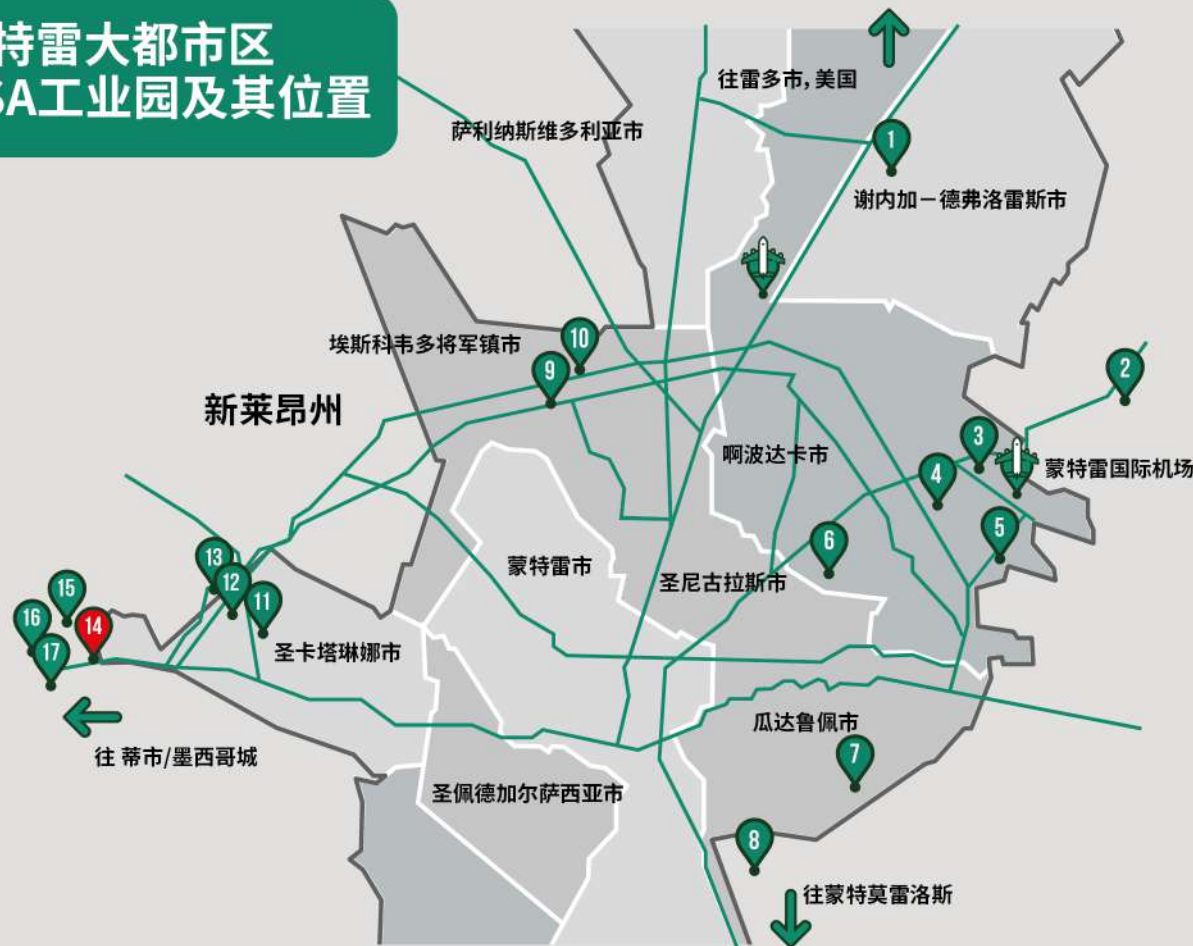 特雷大都市区
SA工业园及其位置
往雷多市, 美国
萨利纳斯维多利亚市
1
谢内加－德弗洛雷斯市
埃斯科韦多将军镇市
10
9
2
新莱昂州
啊波达卡市
3
蒙特雷国际机场
4
5
6
蒙特雷市
圣尼古拉斯市
13
12
11
15
16
14
17
圣卡塔琳娜市
往 蒂市/墨西哥城
瓜达鲁佩市
7
圣佩德加尔萨西亚市
8
往蒙特莫雷洛斯